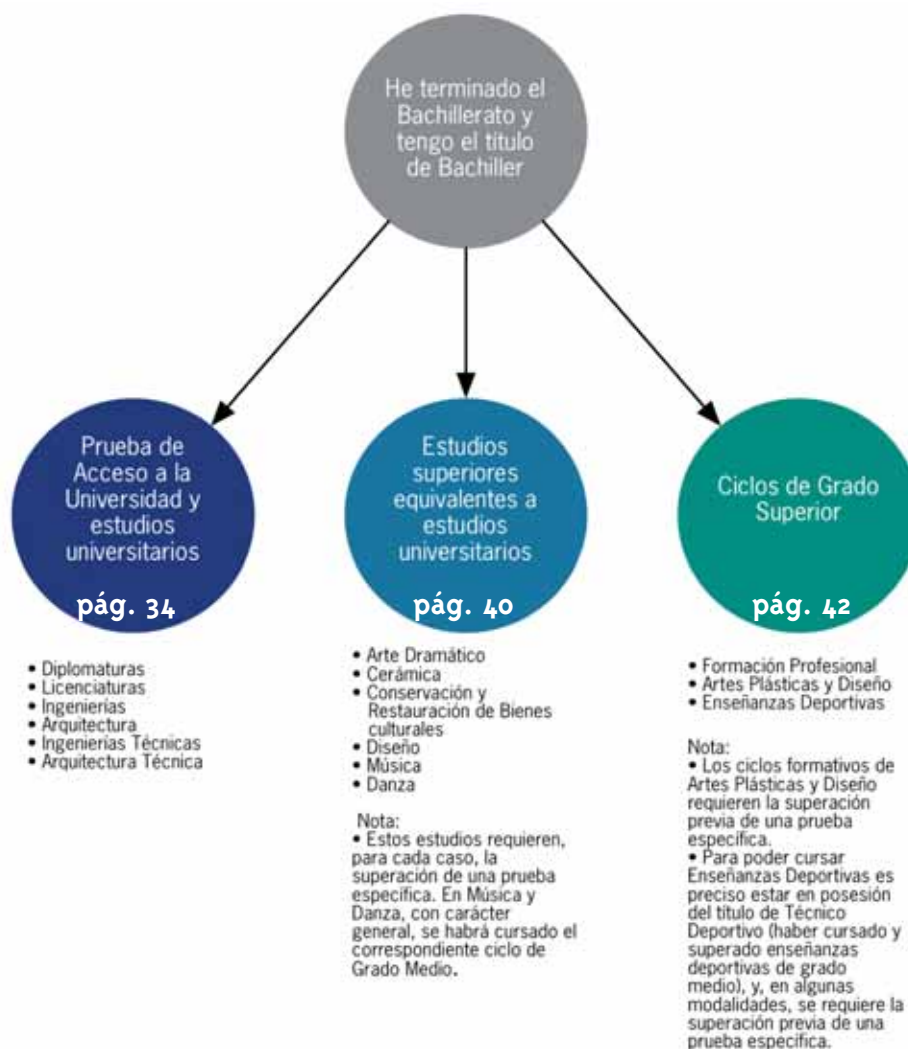 He terminado el
Bachillerato y
tengo el título
de Bachiller
Prueba de
Acceso a la
Universidad y
estudios
universitarios
pág. 34
• Diplomaturas
• Licenciaturas
• Ingenierías
• Arquitectura
• Ingenierías Técnicas
• Arquitectura Técnica
Estudios
superiores
equivalentes a
estudios
universitarios
pág. 40
• Arte Dramático
• Cerámica
• Conservación y
Restauración de Bienes
culturales
• Diseño
• Música
• Danza
Nota:
• Estos estudios requieren,
para cada caso, la
superación de una prueba
específica. En Música y
Danza, con carácter
general, se habrá cursado el
correspondiente ciclo de
Grado Medio.
Ciclos de Grado
Superior
pág. 42
• Formación Profesional
• Artes Plásticas y Diseño
• Enseñanzas Deportivas
Nota:
• Los ciclos formativos de
Artes Plásticas y Diseño
requieren la superación
previa de una prueba
específica.
• Para poder cursar
Enseñanzas Deportivas es
preciso estar en posesión
del título de Técnico
Deportivo (haber cursado y
superado enseñanzas
deportivas de grado
medio), y, en algunas
modalidades, se requiere la
superación previa de una
prueba específica.